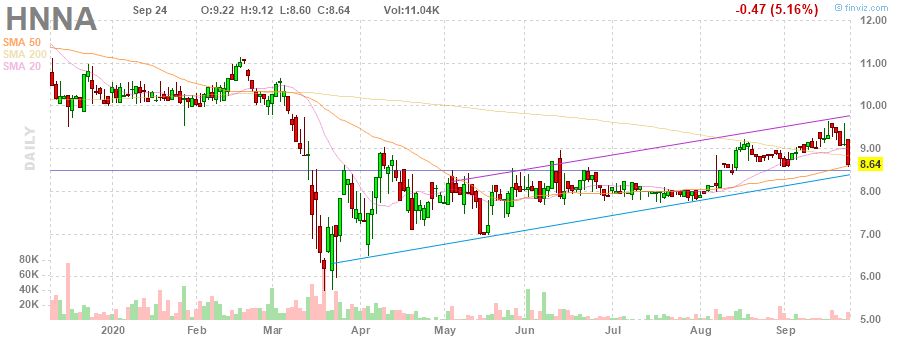 HNNA Sep 24 O:9.22 H:9.12 L:8.60 C:8.64 Vol:11.04K -0.47 (5.16%) © finviz.com
SMA 50
SMA 200
SMA 20
DAILY
12.00
11.00
10.00
9.00
8.64
8.00
7.00
6.00
5.00
80K
60K
40K
20K
2020 Feb Mar Apr May Jun Jul Aug Sep